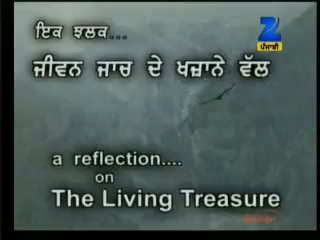 ਇਕ ਝਲਕ...
ਪੰਜਾਬੀ
ਜੀਵਨ ਜਾਚ ਦੇ ਖਜ਼ਾਨੇ ਵੱਲ
a reflection....
on
The Living Treasure